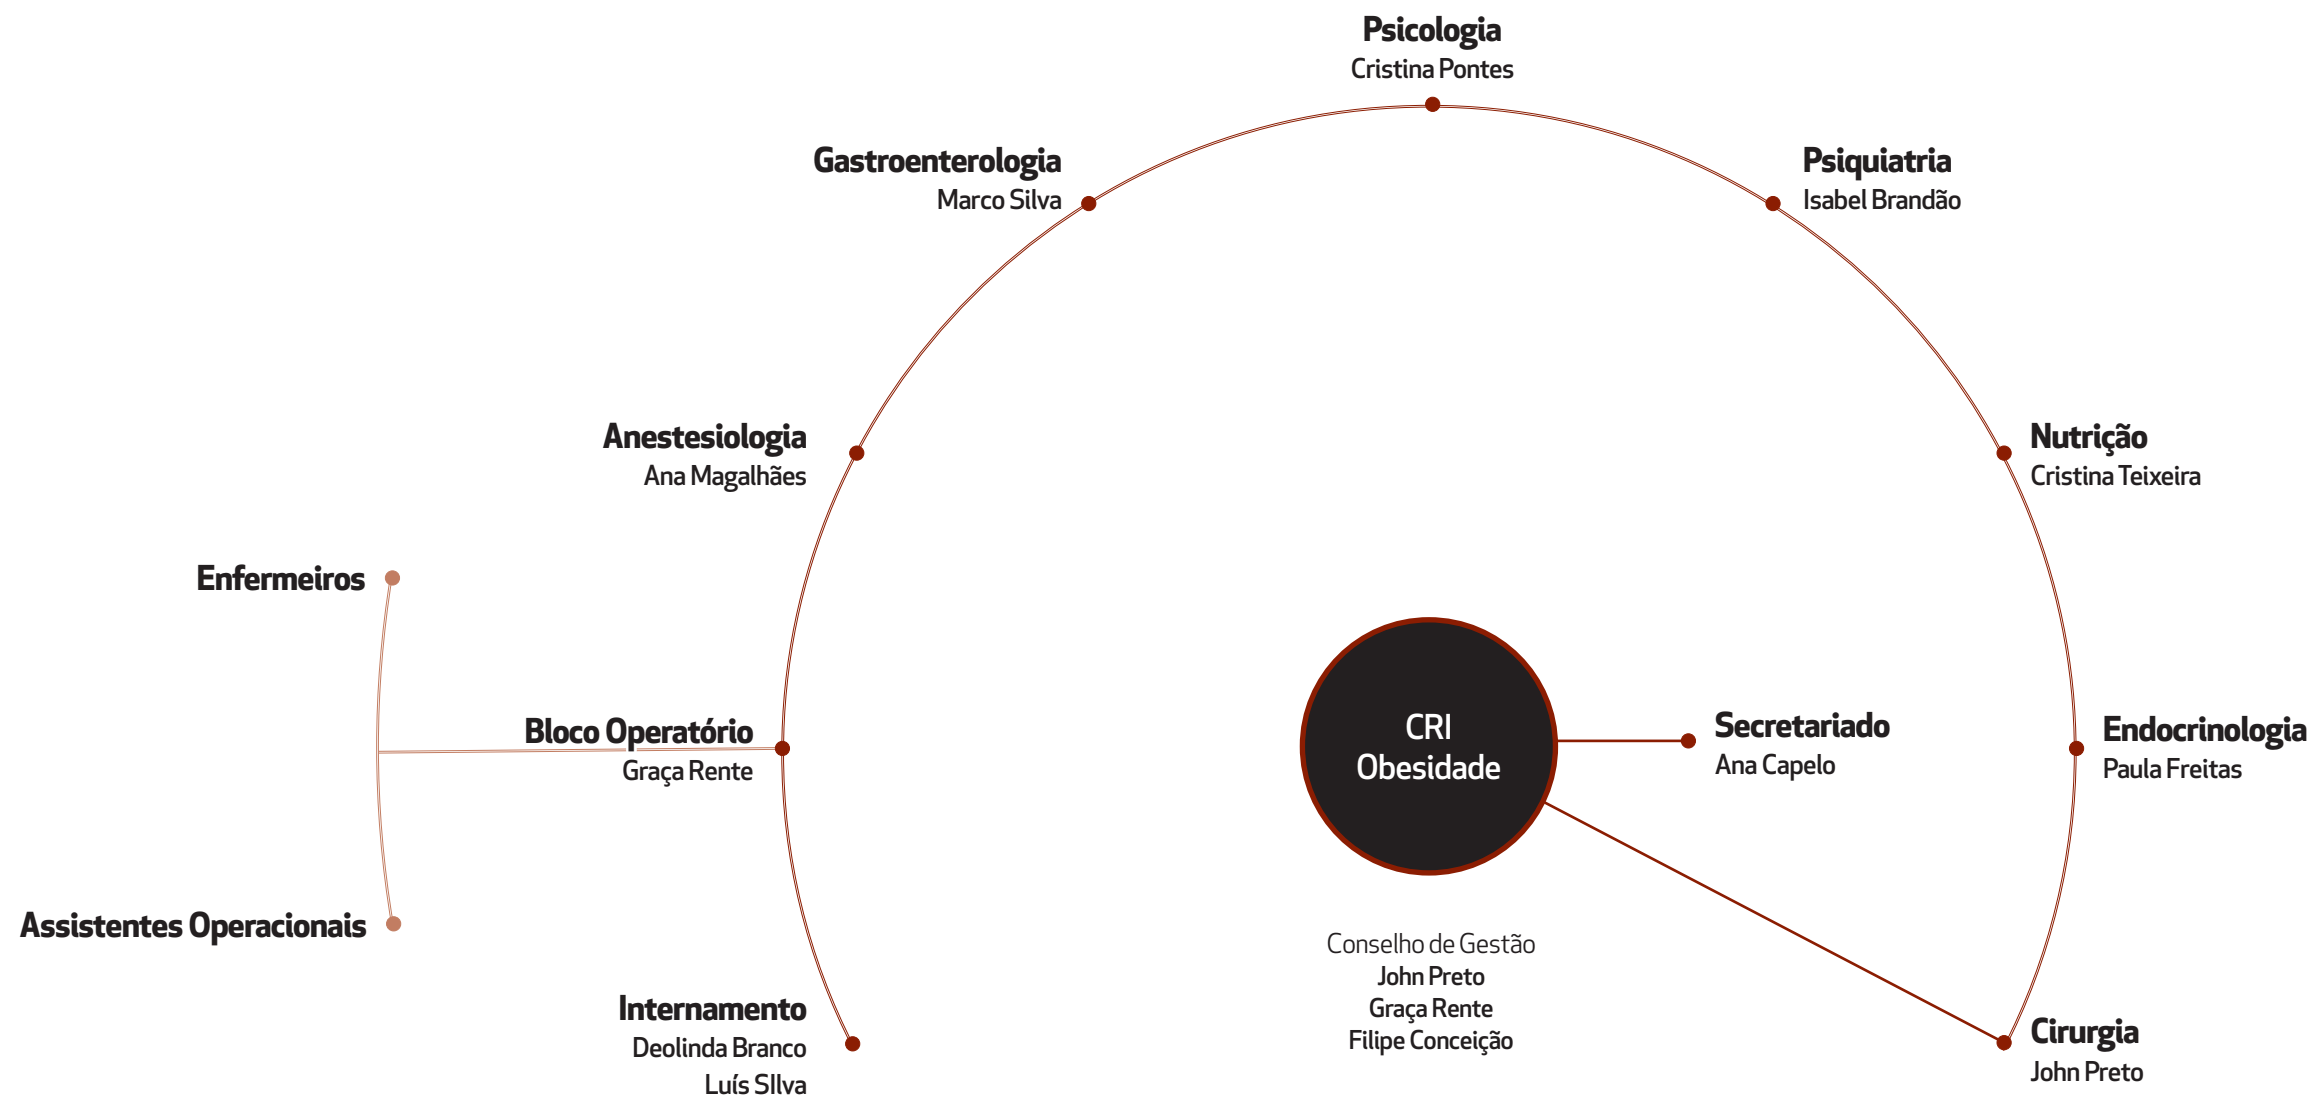 Psicologia
Cristina Pontes
Gastroenterologia
Marco Silva
Psiquiatria
Isabel Brandão
Anestesiologia
Ana Magalhães
Nutrição
Cristina Teixeira
Enfermeiros
Bloco Operatório
Graça Rente
CRI
Obesidade
Secretariado
Ana Capelo
Endocrinologia
Paula Freitas
Assistentes Operacionais
Internamento
Deolinda Branco
Luís SIlva
Conselho de Gestão
John Preto
Graça Rente
Filipe Conceição
Cirurgia
John Preto